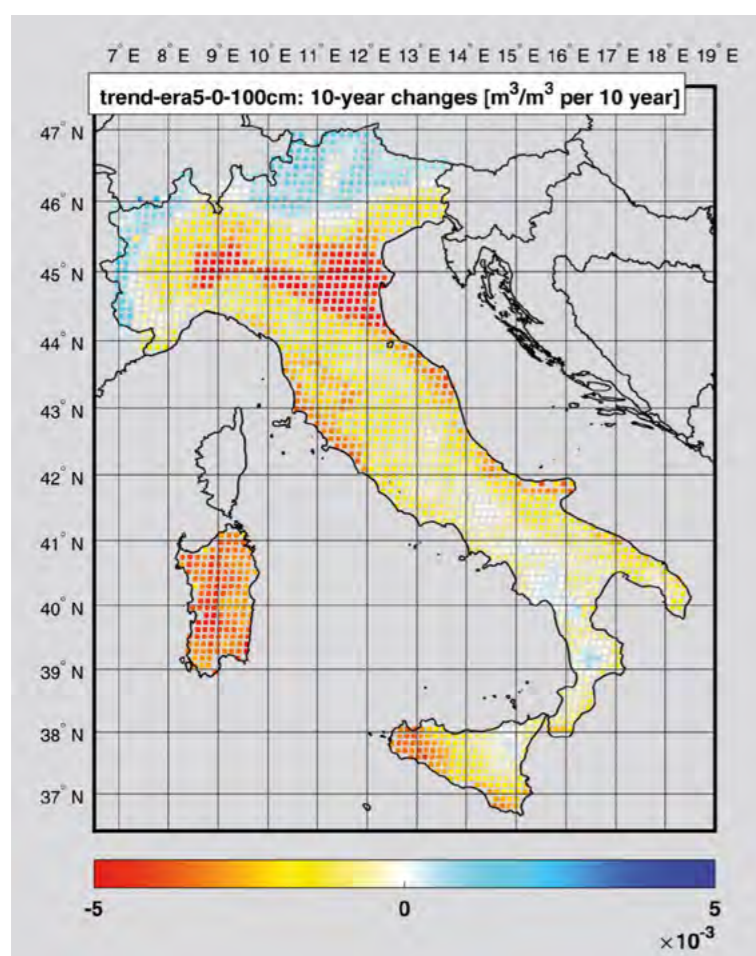 7° E 8° E 9° E 10° E 11° E 12° E 13° E 14° E 15° E 16° E 17° E 18° E 19° E
trend-era5-0-100cm: 10-year changes [m³/m³ per 10 year]
47° N
46° N
45° N
44° N
43° N
42° N
41° N
40° N
39° N
38° N
37° N
-5 0 5
×10⁻³